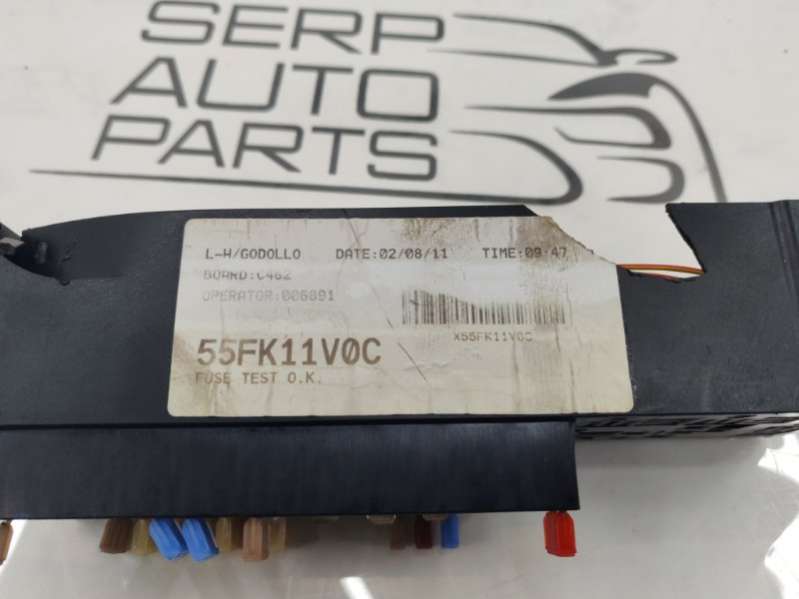 SERP
AUTO
PARTS
L-H/GODOLLO DATE:02/08/11 TIME:09:47
BOARD:C462
OPERATOR:006891
X55FK11V0C
55FK11V0C
FUSE TEST O.K.